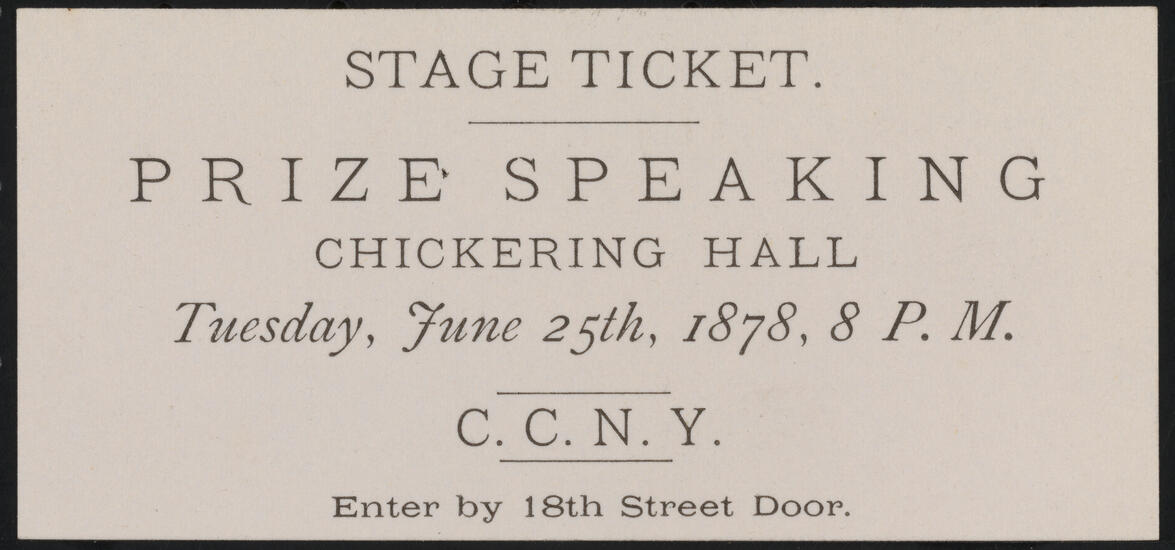 STAGE TICKET.
PRIZE SPEAKING
CHICKERING HALL
Tuesday, June 25th, 1878, 8 P. M.
C. C. N. Y.
Enter by 18th Street Door.